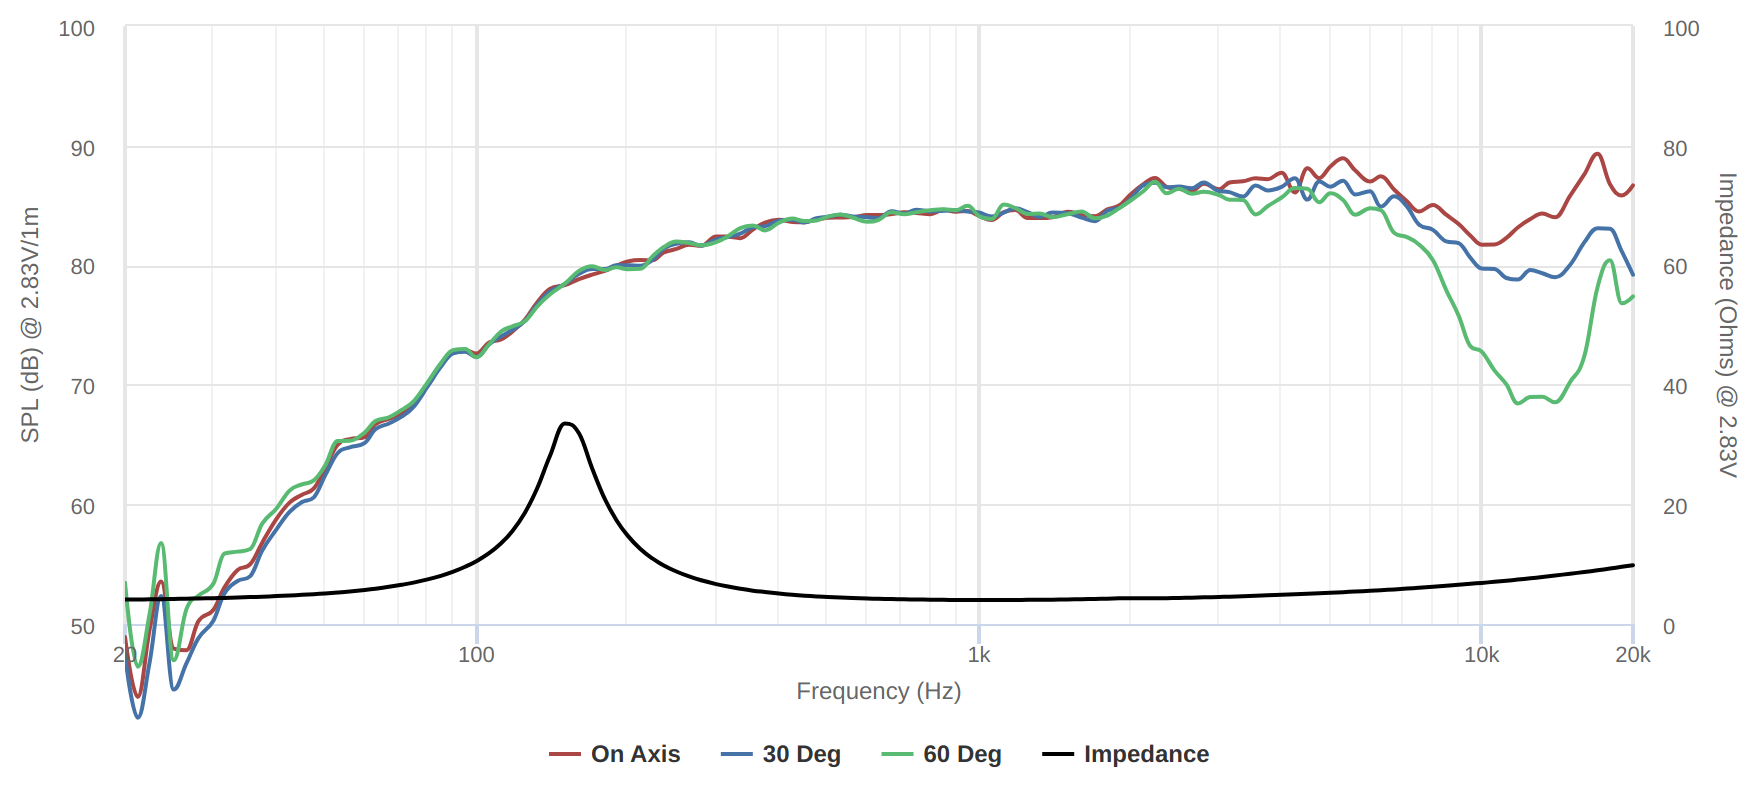 100
90
80
70
60
50
SPL (dB) @ 2.83V/1m
100
80
60
40
20
0
Impedance (Ohms) @ 2.83V
20
100
1k
10k
20k
Frequency (Hz)
On Axis
30 Deg
60 Deg
Impedance